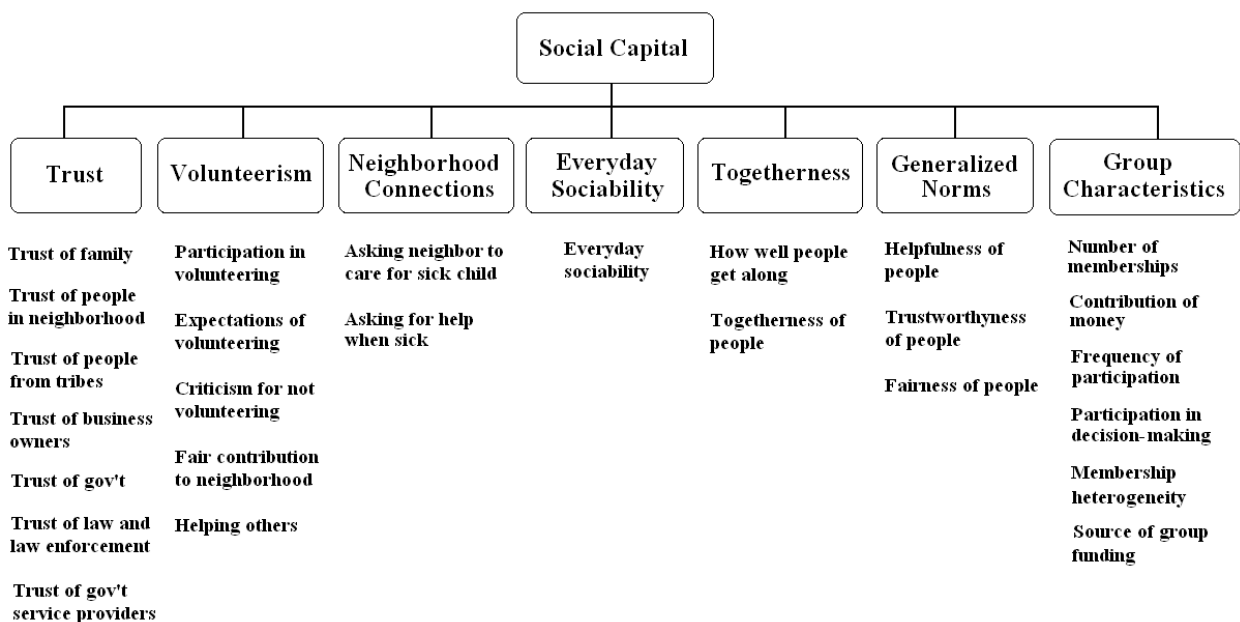 Social Capital
Trust
Volunteerism
Neighborhood
Connections
Everyday
Sociability
Togetherness
Generalized
Norms
Group
Characteristics
Trust of family
Trust of people
in neighborhood
Trust of people
from tribes
Trust of business
owners
Trust of gov't
Trust of law and
law enforcement
Trust of gov't
service providers
Participation in
volunteering
Expectations of
volunteering
Criticism for not
volunteering
Fair contribution
to neighborhood
Helping others
Asking neighbor to
care for sick child
Asking for help
when sick
Everyday
sociability
How well people
get along
Togetherness of
people
Helpfulness of
people
Trustworthyness
of people
Fairness of people
Number of
memberships
Contribution of
money
Frequency of
participation
Participation in
decision-making
Membership
heterogeneity
Source of group
funding